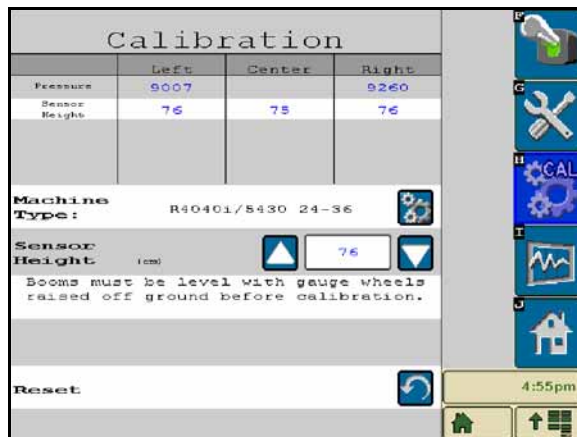 Calibration
Left Center Right
Pressure 9007 9260
Sensor Height 76 75 76
Machine Type: R4040i/5430 24-36
Sensor Height (cm) 76
Booms must be level with gauge wheels
raised off ground before calibration.
Reset
F
G
H
CAL
I
J
4:55pm